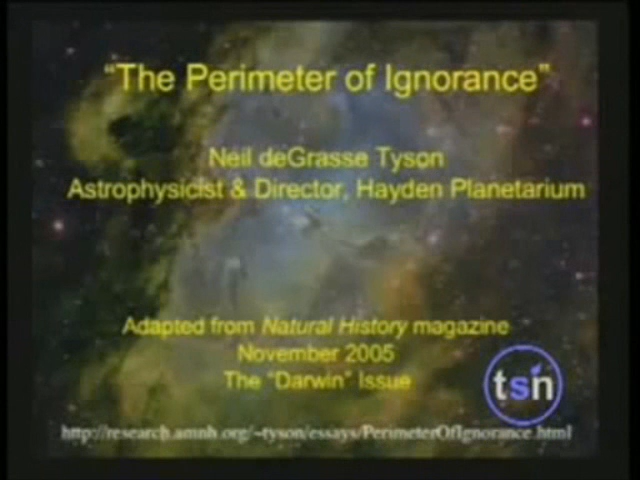 “The Perimeter of Ignorance”
Neil deGrasse Tyson
Astrophysicist & Director, Hayden Planetarium
Adapted from Natural History magazine
November 2005
The “Darwin” Issue
tsn
http://research.amnh.org/~tyson/essays/PerimeterOfIgnorance.html